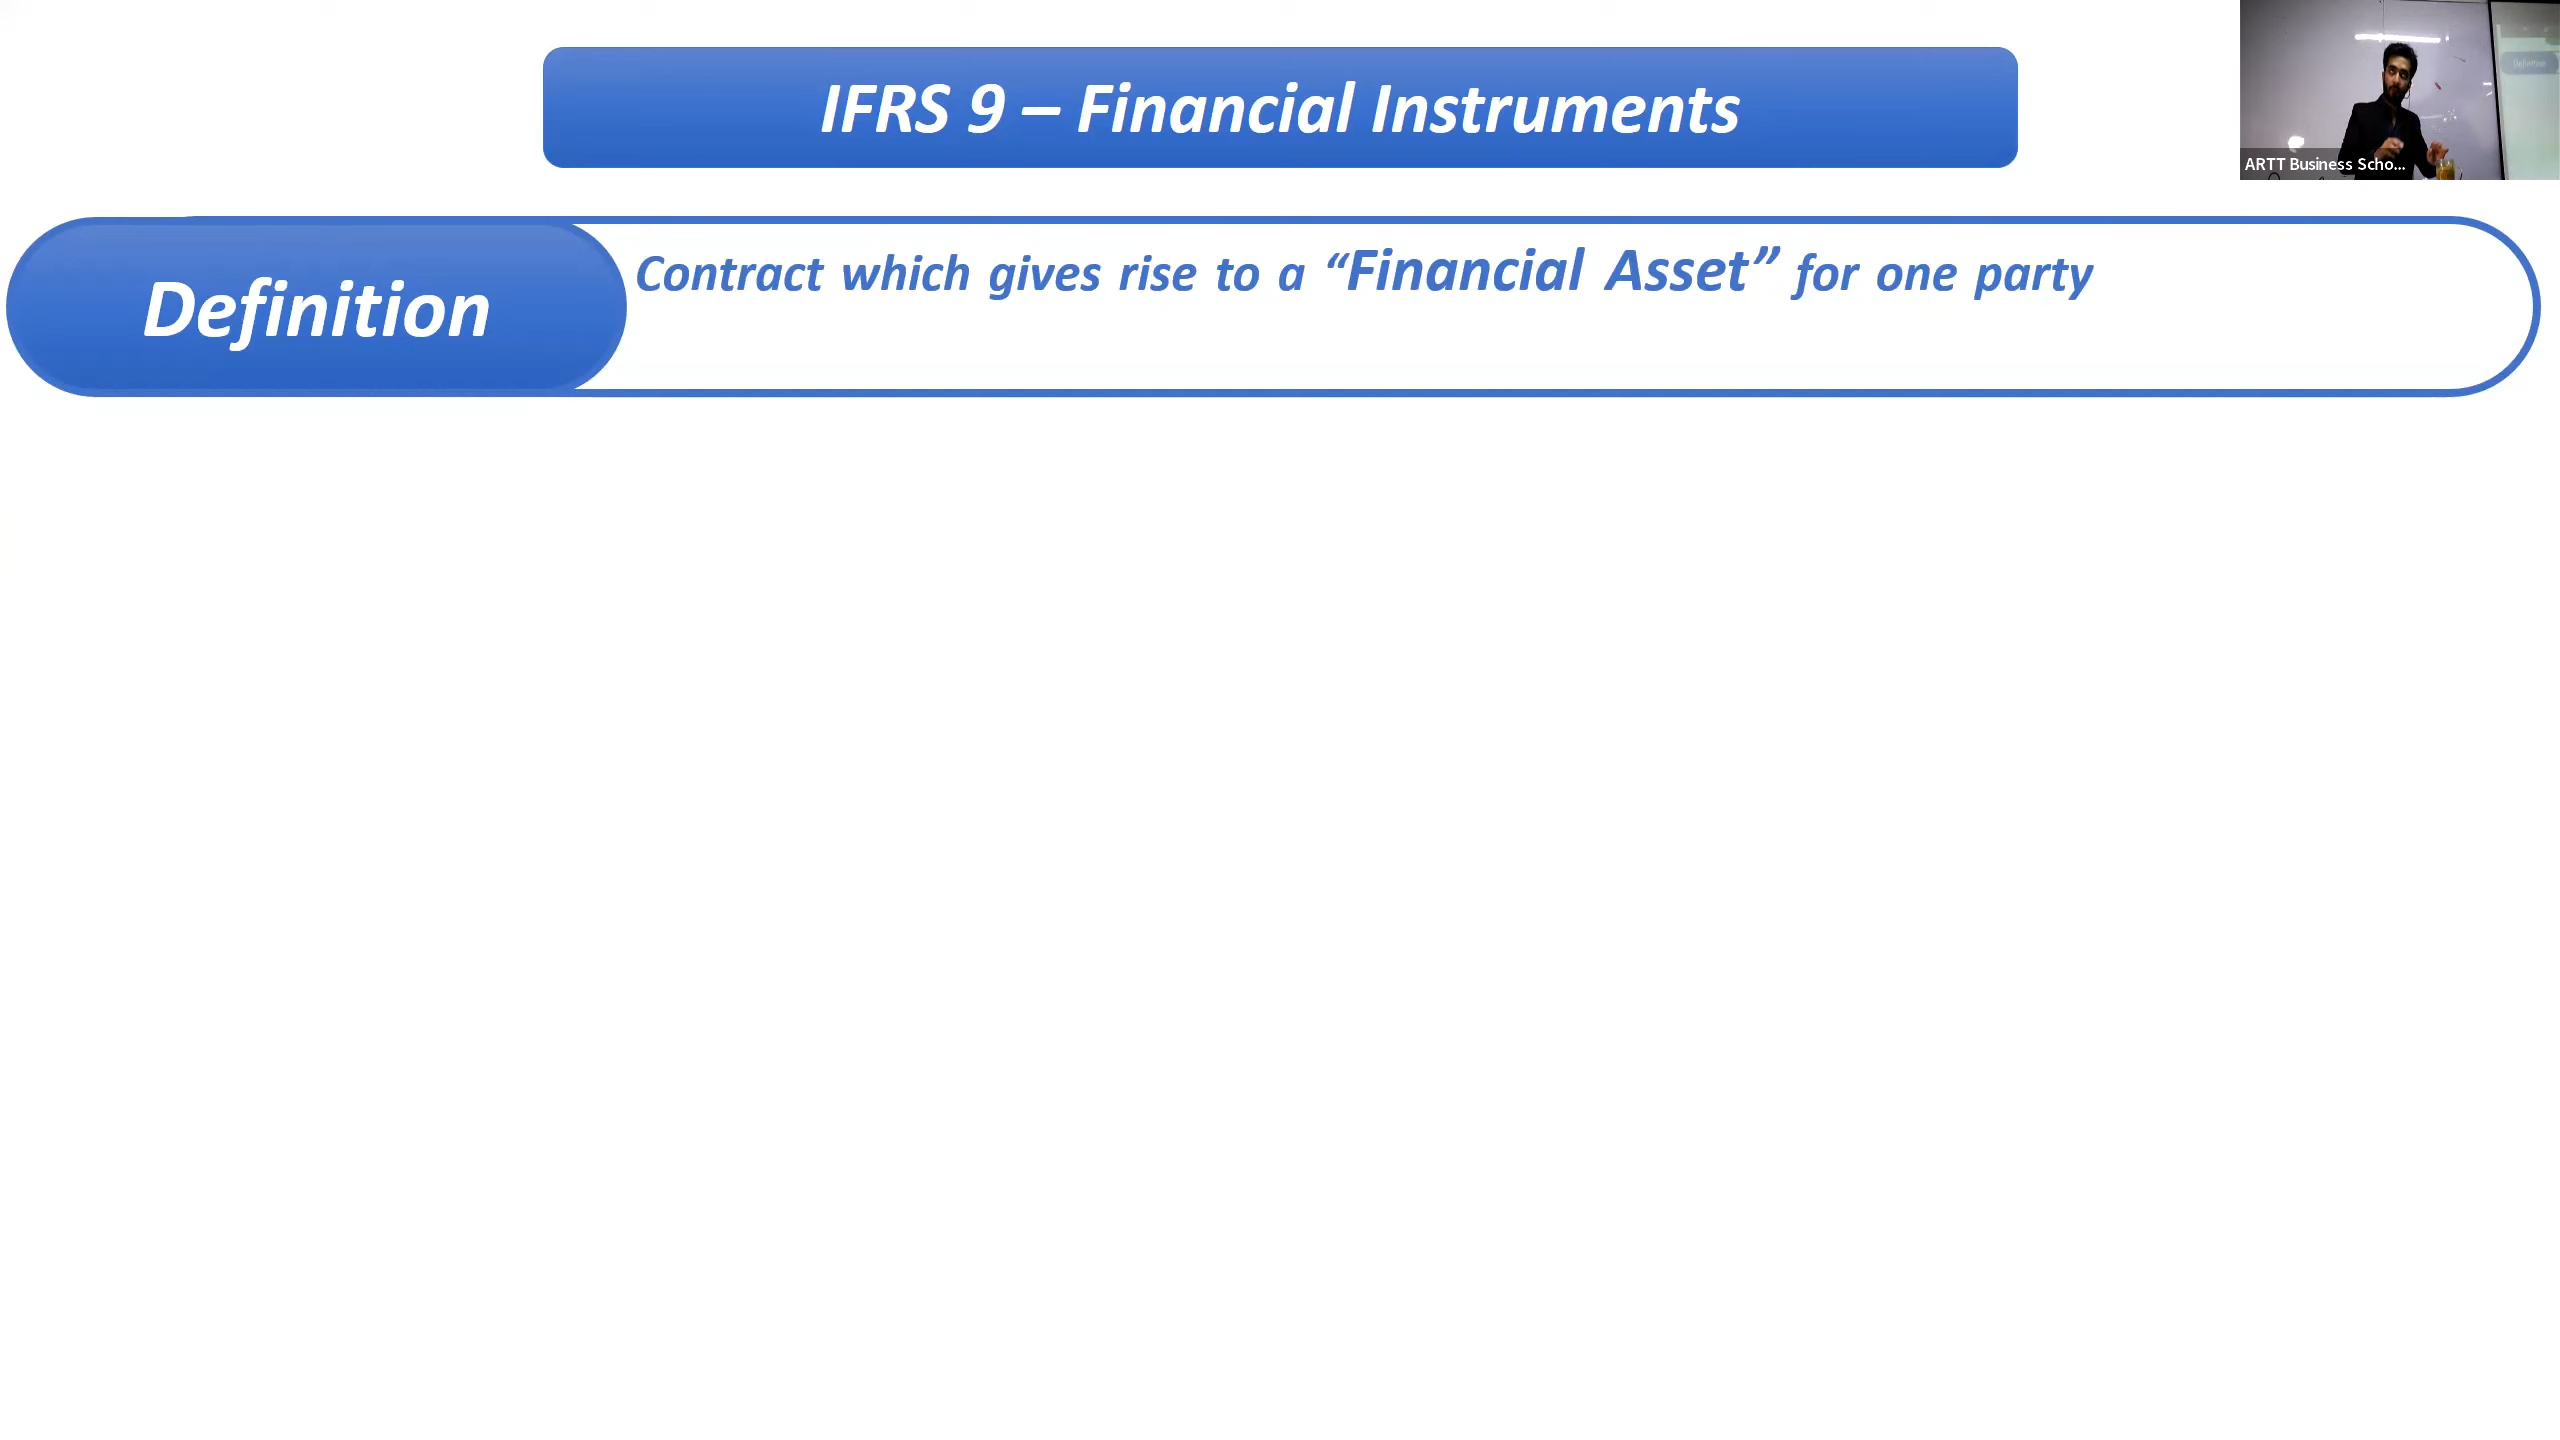 IFRS 9 – Financial Instruments
ARTT Business Scho...
Definition
Contract which gives rise to a “Financial Asset” for one party